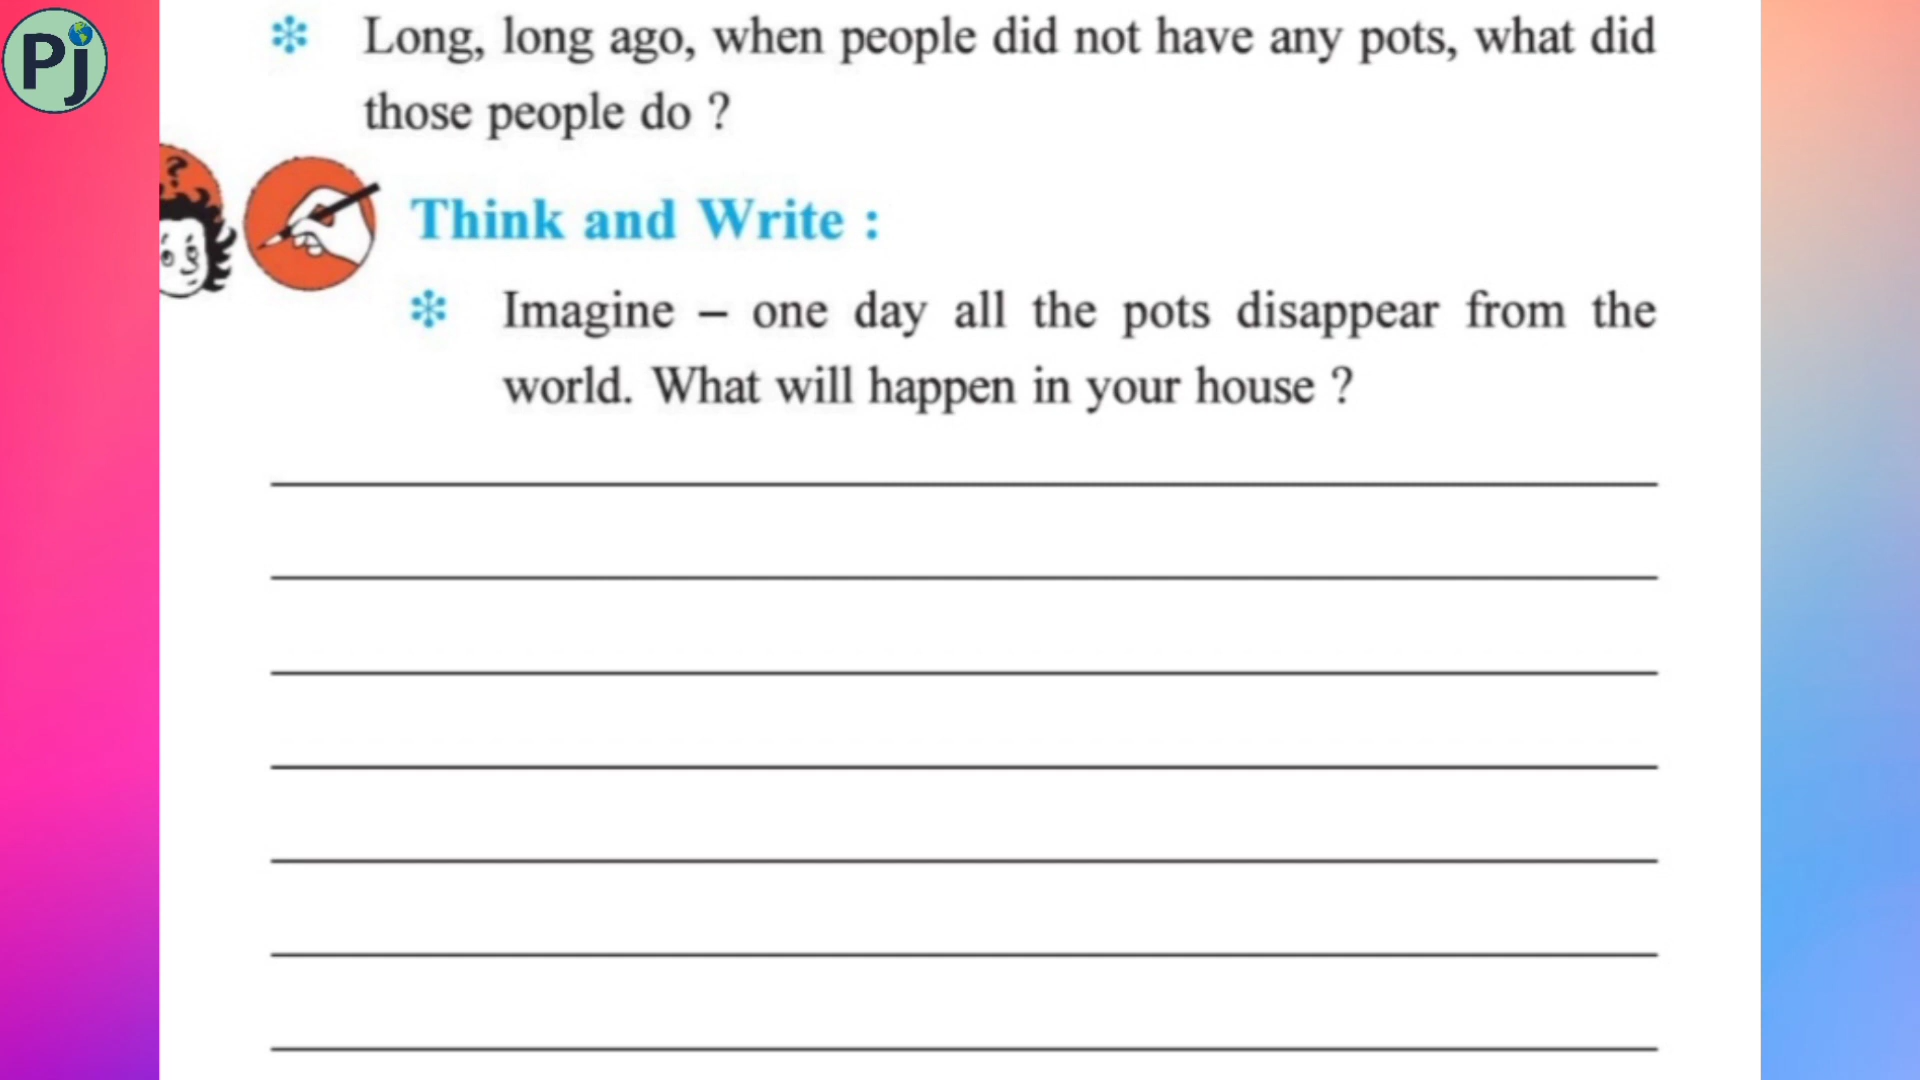 Pj
* Long, long ago, when people did not have any pots, what did
those people do ?
?
Think and Write :
* Imagine – one day all the pots disappear from the
world. What will happen in your house ?